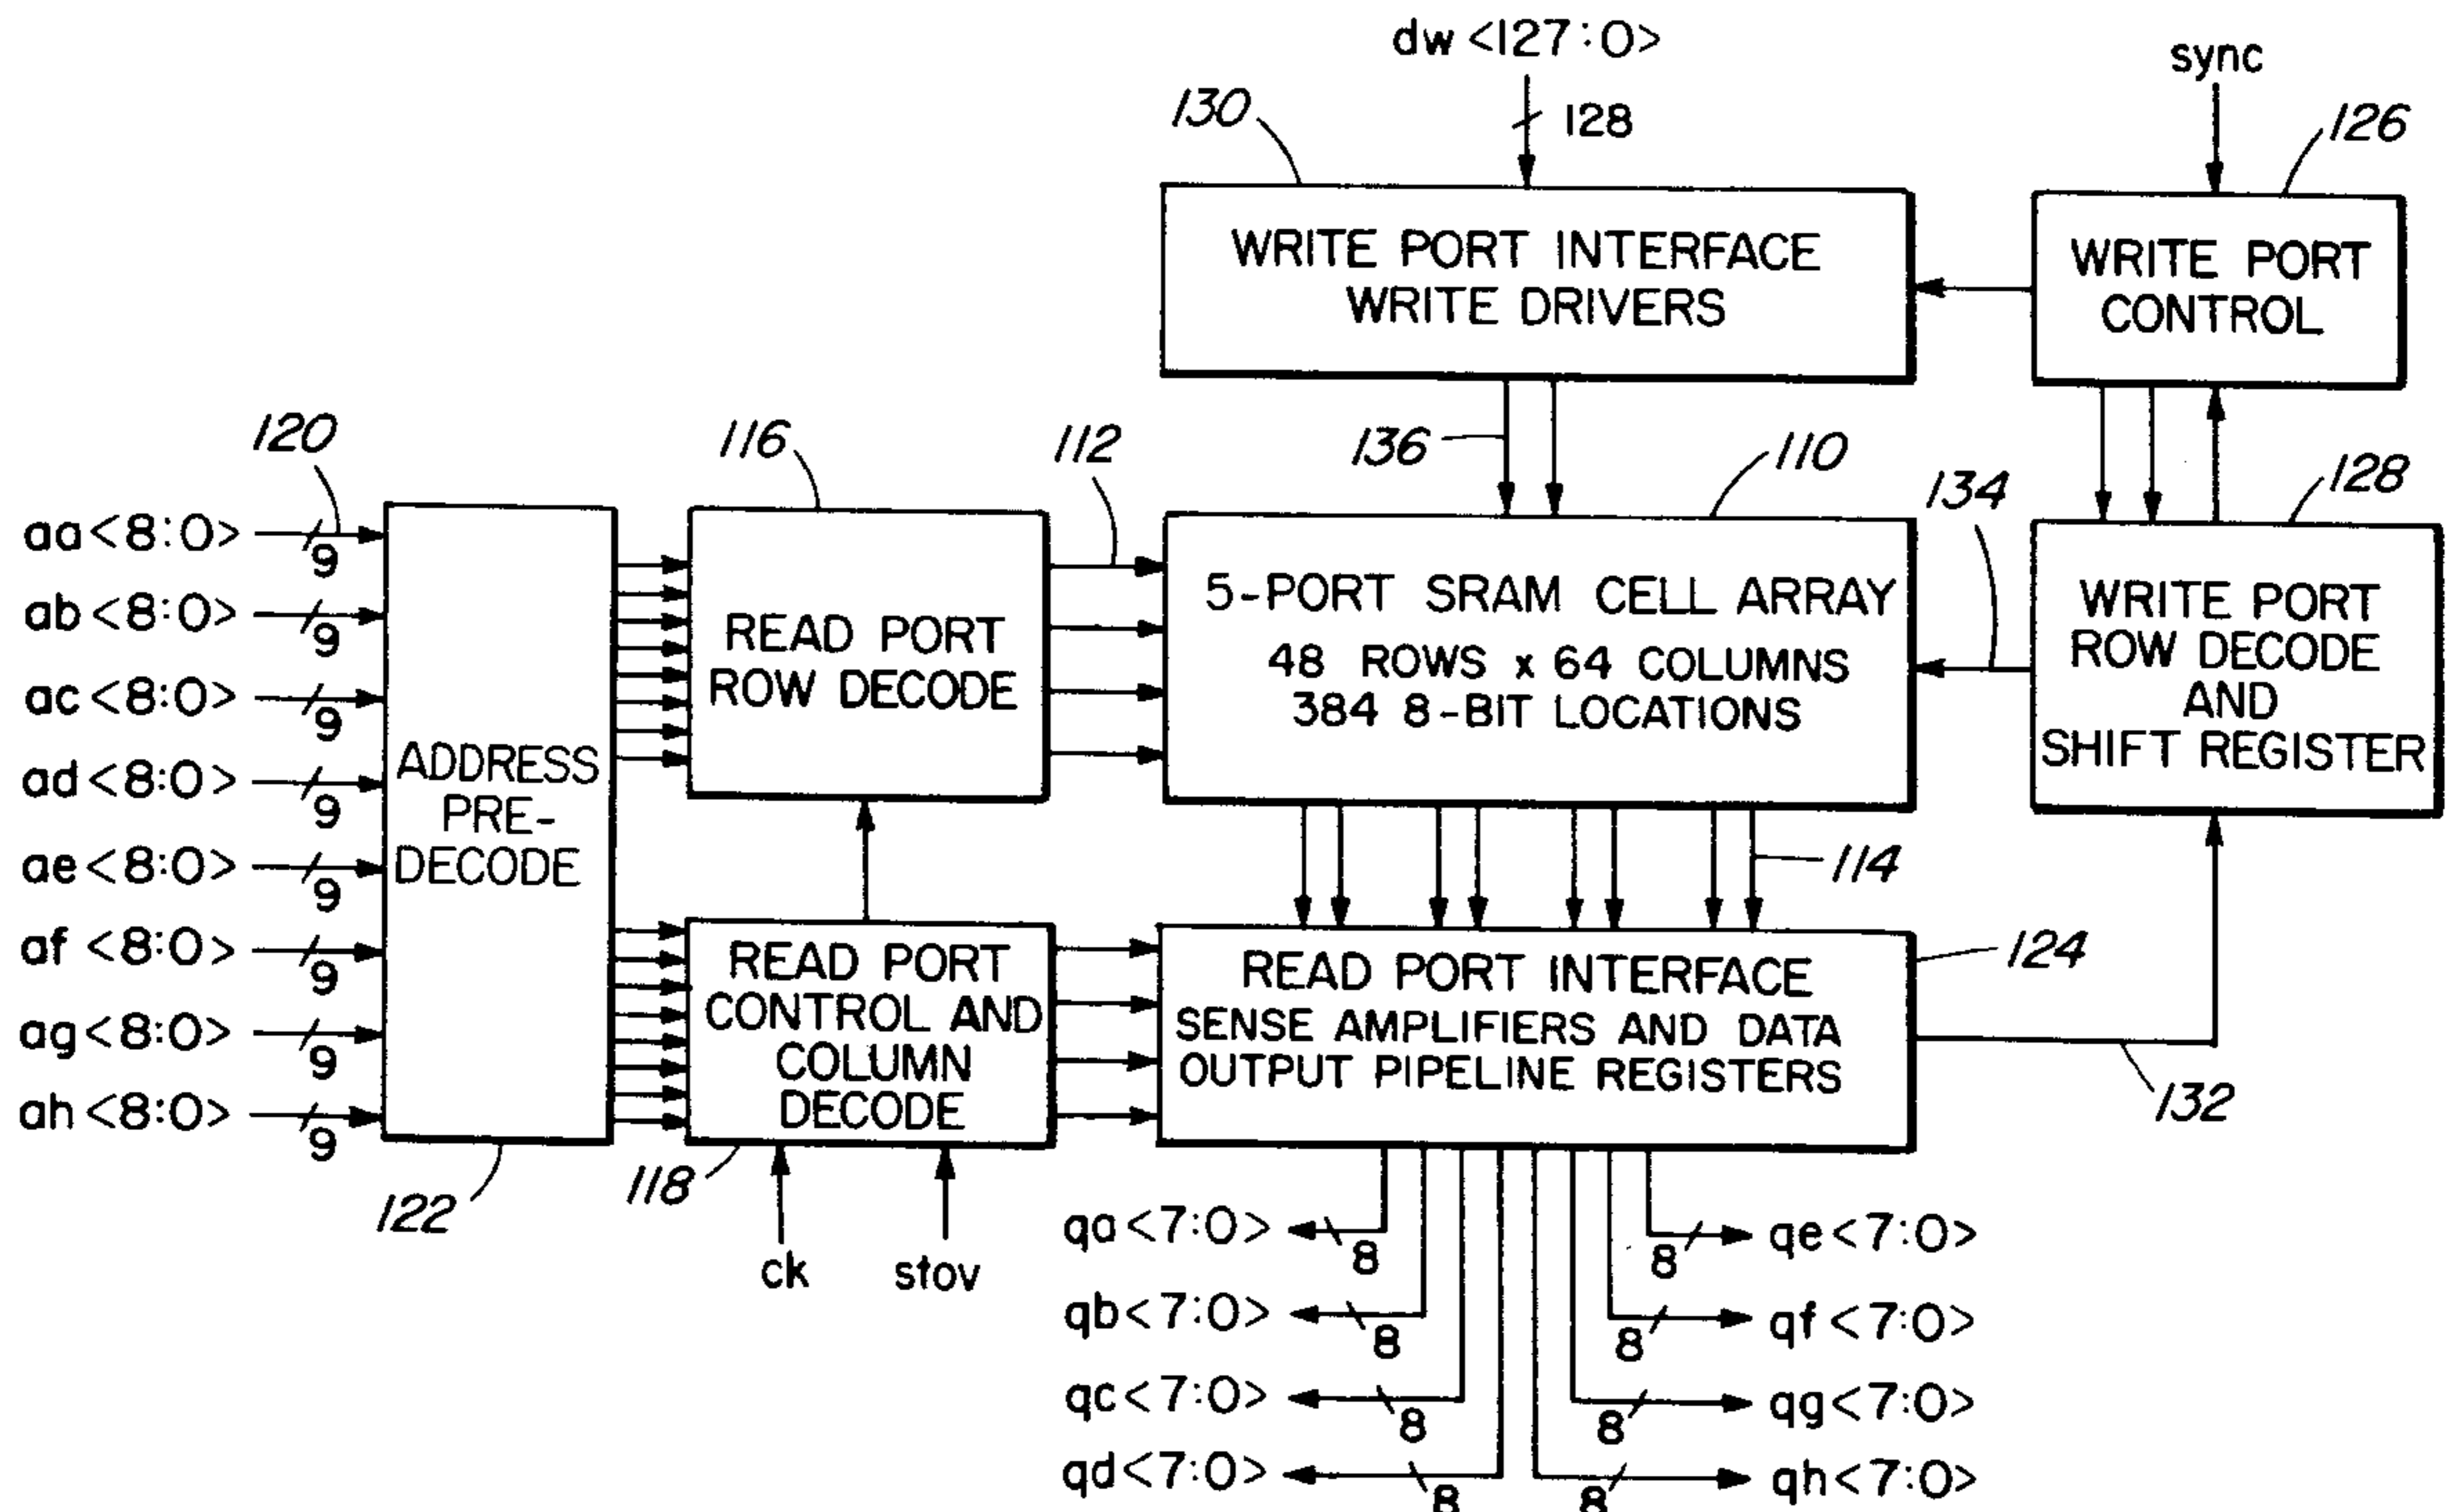 dw <127:0>
128
sync
130
126
WRITE PORT INTERFACE
WRITE DRIVERS
WRITE PORT
CONTROL
120
116
112
136
110
134
128
aa<8:0>
9
ab<8:0>
9
ac<8:0>
9
ad<8:0>
9
ae<8:0>
9
af <8:0>
9
ag<8:0>
9
ah<8:0>
9
ADDRESS
PRE-
DECODE
122
READ PORT
ROW DECODE
5-PORT SRAM CELL ARRAY
48 ROWS x 64 COLUMNS
384 8-BIT LOCATIONS
WRITE PORT
ROW DECODE
AND
SHIFT REGISTER
114
READ PORT
CONTROL AND
COLUMN
DECODE
118
ck
stov
READ PORT INTERFACE
SENSE AMPLIFIERS AND DATA
OUTPUT PIPELINE REGISTERS
124
132
qa<7:0>
8
qe<7:0>
8
qb<7:0>
8
qf<7:0>
8
qc<7:0>
8
qg<7:0>
8
qd<7:0>
8
qh<7:0>
8